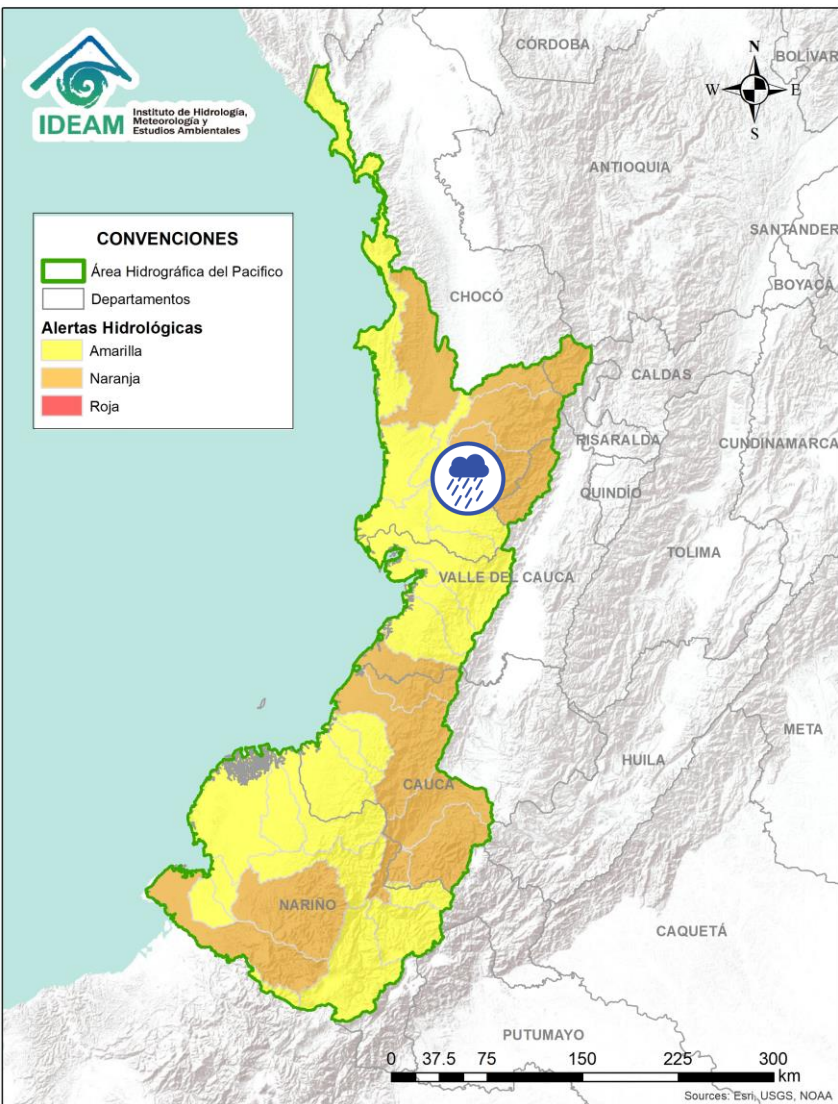 IDEAM
Instituto de Hidrología,
Meteorología y
Estudios Ambientales
CONVENCIONES
Área Hidrográfica del Pacifico
Departamentos
Alertas Hidrológicas
Amarilla
Naranja
Roja
N
W
E
S
CÓRDOBA
BOLÍVAR
ANTIOQUIA
SANTANDER
BOYACÁ
CHOCÓ
CALDAS
RISARALDA
CUNDINAMARCA
QUINDÍO
TOLIMA
VALLE DEL CAUCA
META
HUILA
CAUCA
NARIÑO
CAQUETÁ
PUTUMAYO
0 37.5 75 150 225 300
km
Sources: Esri, USGS, NOAA